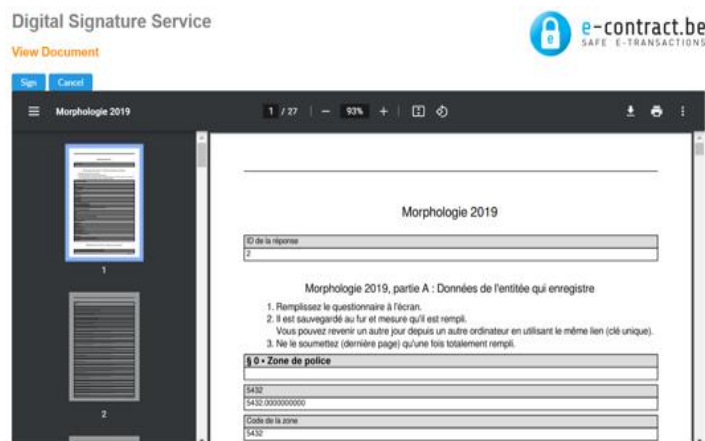 Digital Signature Service
e-contract.be
SAFE E-TRANSACTIONS
View Document
Sign Cancel
Morphologie 2019 1 / 27 93%
Morphologie 2019
ID de la réponse
2
Morphologie 2019, partie A : Données de l'entitée qui enregistre
1. Remplissez le questionnaire à l'écran.
2. Il est sauvegardé au fur et mesure qu'il est rempli.
Vous pouvez revenir un autre jour depuis un autre ordinateur en utilisant le même lien (clé unique).
3. Ne le soumettez (dernière page) qu'une fois totalement rempli.
§ 0 • Zone de police
5432
5432.0000000000
Code de la zone
5432
1
2